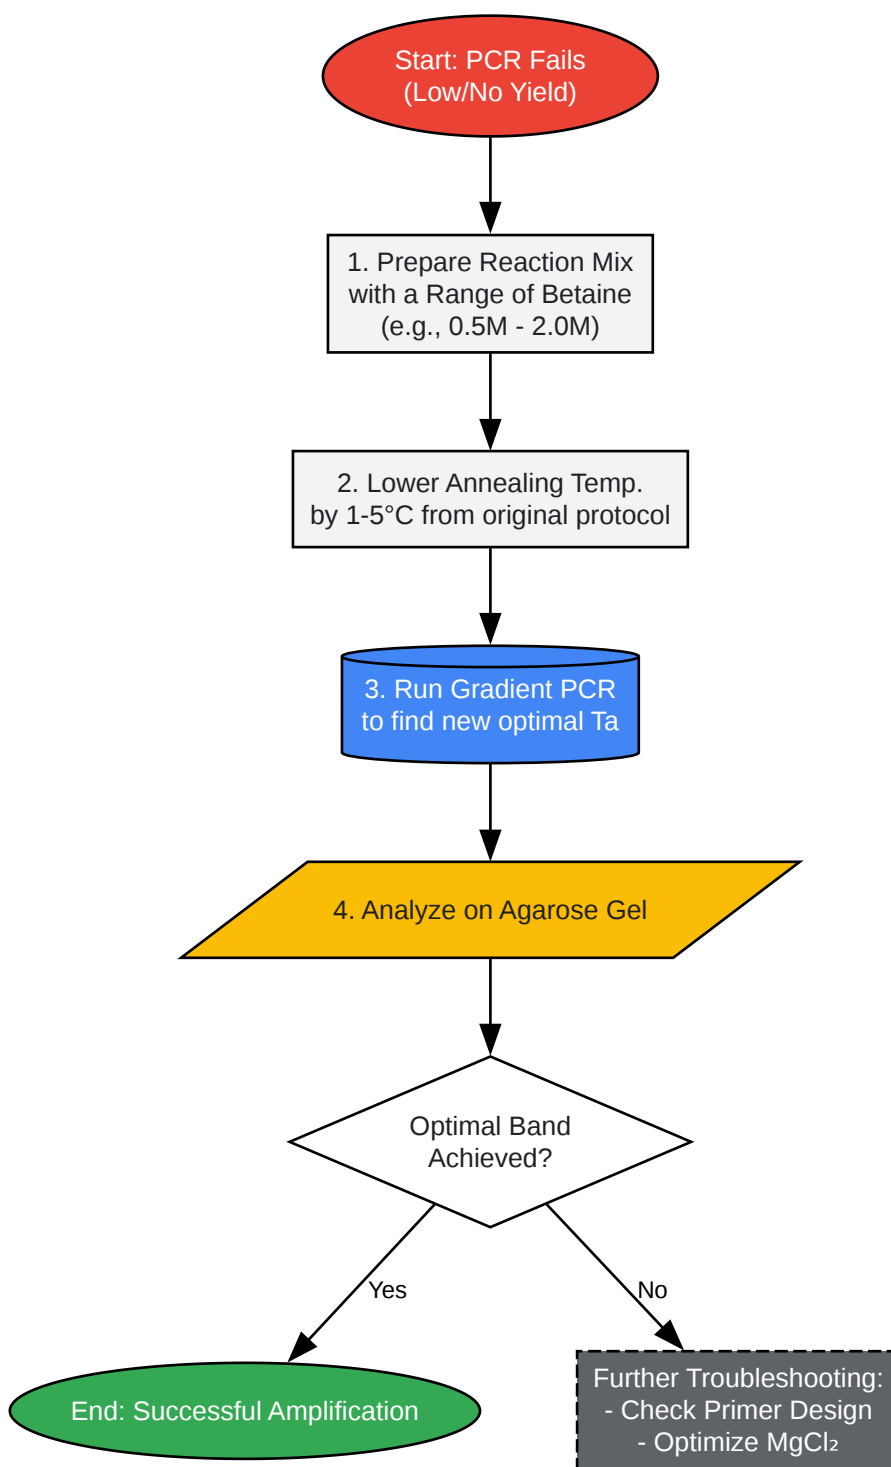 Start: PCR Fails
(Low/No Yield)
1. Prepare Reaction Mix
with a Range of Betaine
(e.g., 0.5M - 2.0M)
2. Lower Annealing Temp.
by 1-5°C from original protocol
3. Run Gradient PCR
to find new optimal Ta
4. Analyze on Agarose Gel
Optimal Band
Achieved?
Yes
No
End: Successful Amplification
Further Troubleshooting:
- Check Primer Design
- Optimize MgCl₂